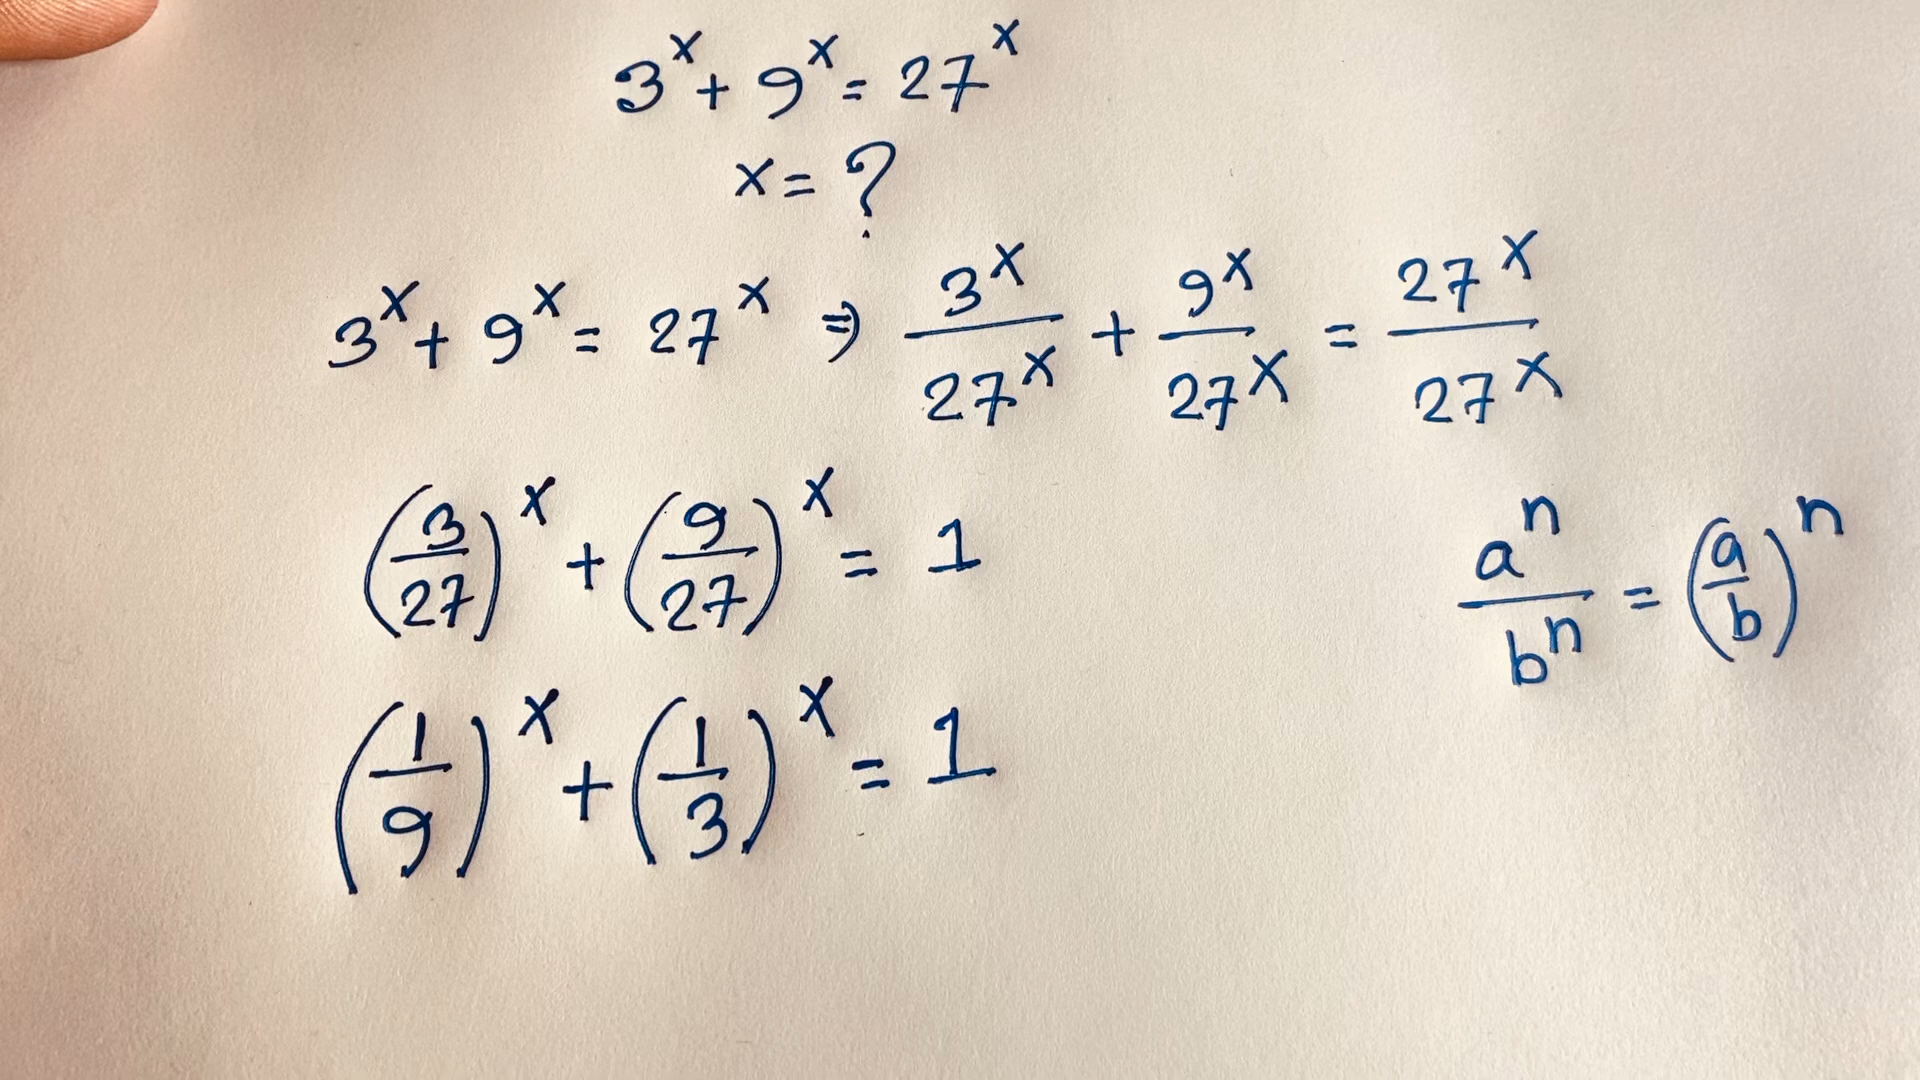 3^x + 9^x = 27^x
x = ?
3^x + 9^x = 27^x ⇒ 3^x/27^x + 9^x/27^x = 27^x/27^x
(3/27)^x + (9/27)^x = 1
a^n/b^n = (a/b)^n
(1/9)^x + (1/3)^x = 1